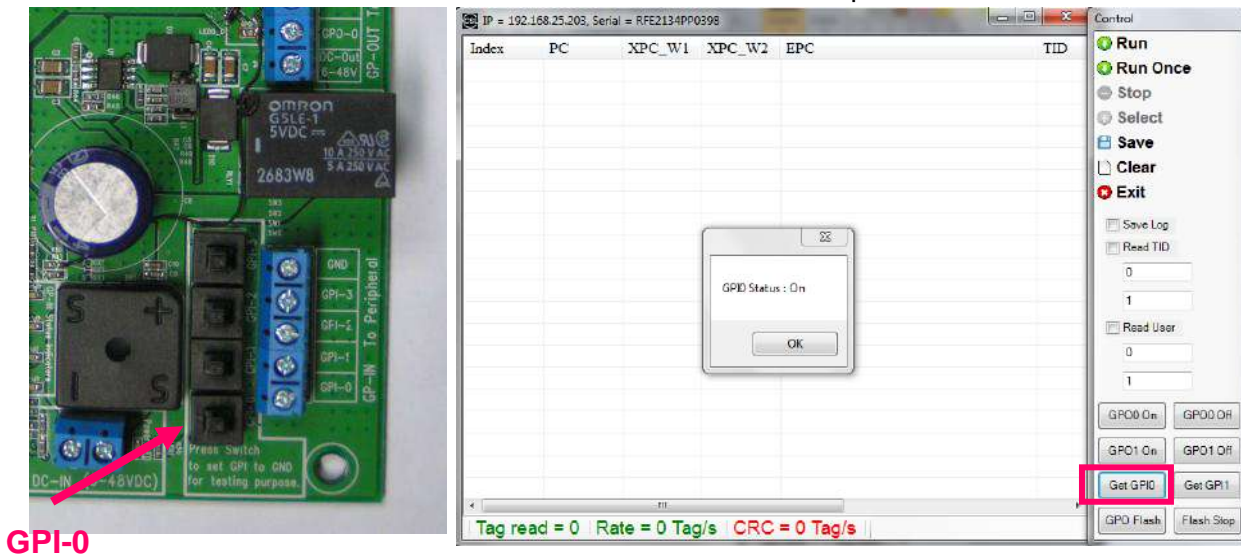 GPO-0
DC-Out
6-48V
GP-OUT
OMRON
G5LE-1
5VDC
10 A 250 VAC
5 A 250 VAC
2683W8
GND
GPI-3
GPI-2
GPI-1
GPI-0
GP-IN To Peripheral
S +
- S
Press Switch
to set GPI to GND
for testing purpose.
DC-IN
-48VDC)
GPI-0
IP = 192.168.25.203, Serial = RFE2134PP0398
Index PC XPC_W1 XPC_W2 EPC TID
GPI0 Status : On
OK
Tag read = 0 Rate = 0 Tag/s CRC = 0 Tag/s
Control
Run
Run Once
Stop
Select
Save
Clear
Exit
Save Log
Read TID
0
1
Read User
0
1
GPO0 On GPO0 Off
GPO1 On GPO1 Off
Get GPI0 Get GPI1
GPO Flash Flash Stop